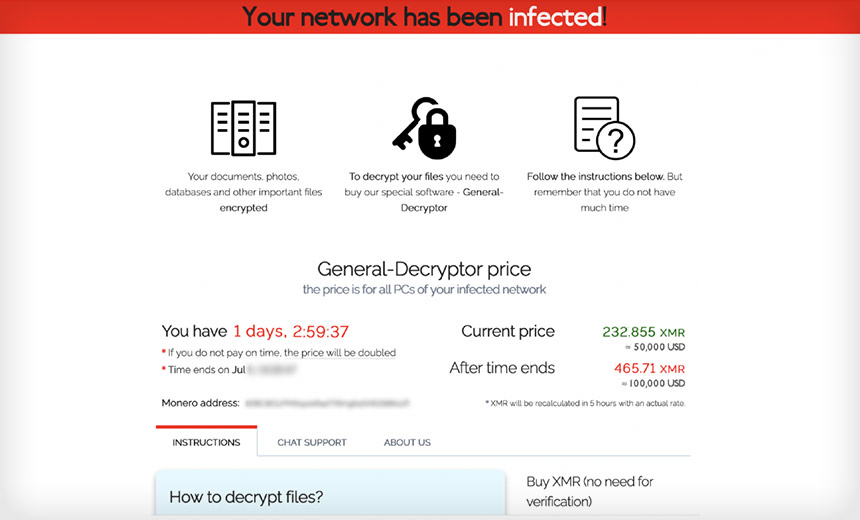 Your network has been infected!
Your documents, photos,
databases and other important files
encrypted
To decrypt your files you need to
buy our special software - General-
Decryptor
Follow the instructions below. But
remember that you do not have
much time
General-Decryptor price
the price is for all PCs of your infected network
You have 1 days, 2:59:37
* If you do not pay on time, the price will be doubled
* Time ends on Jul
Monero address:
Current price 232.855 XMR
≈ 50,000 USD
After time ends 465.71 XMR
≈ 100,000 USD
* XMR will be recalculated in 5 hours with an actual rate.
INSTRUCTIONS CHAT SUPPORT ABOUT US
How to decrypt files?
Buy XMR (no need for
verification)